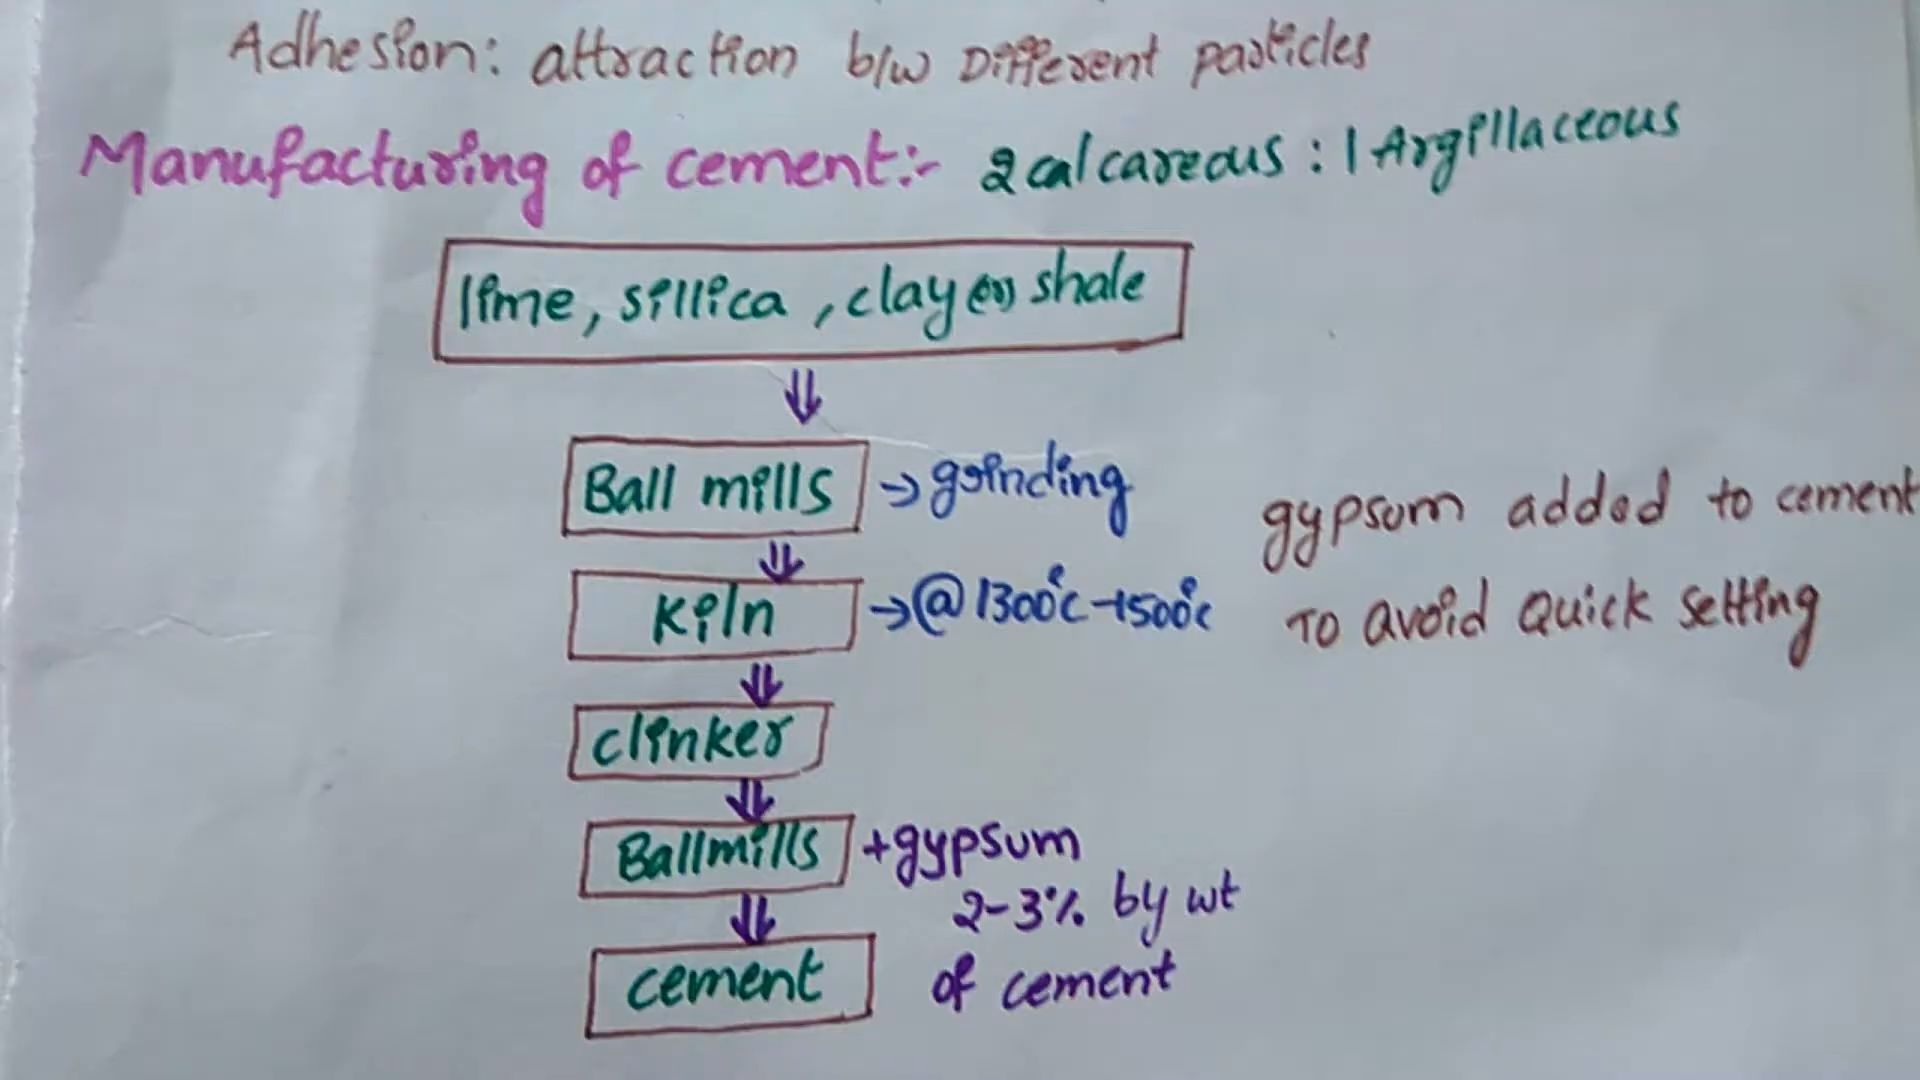 Adhesion: attraction b/w Different particles
Manufacturing of cement:- 2 calcareous : 1 Argillaceous
lime, sillica, clay (or) shale
Ball mills → grinding
gypsum added to cement
Kiln → @ 1300°c-1500°c
To avoid Quick setting
clinker
Ballmills + gypsum
2-3% by wt
cement of cement